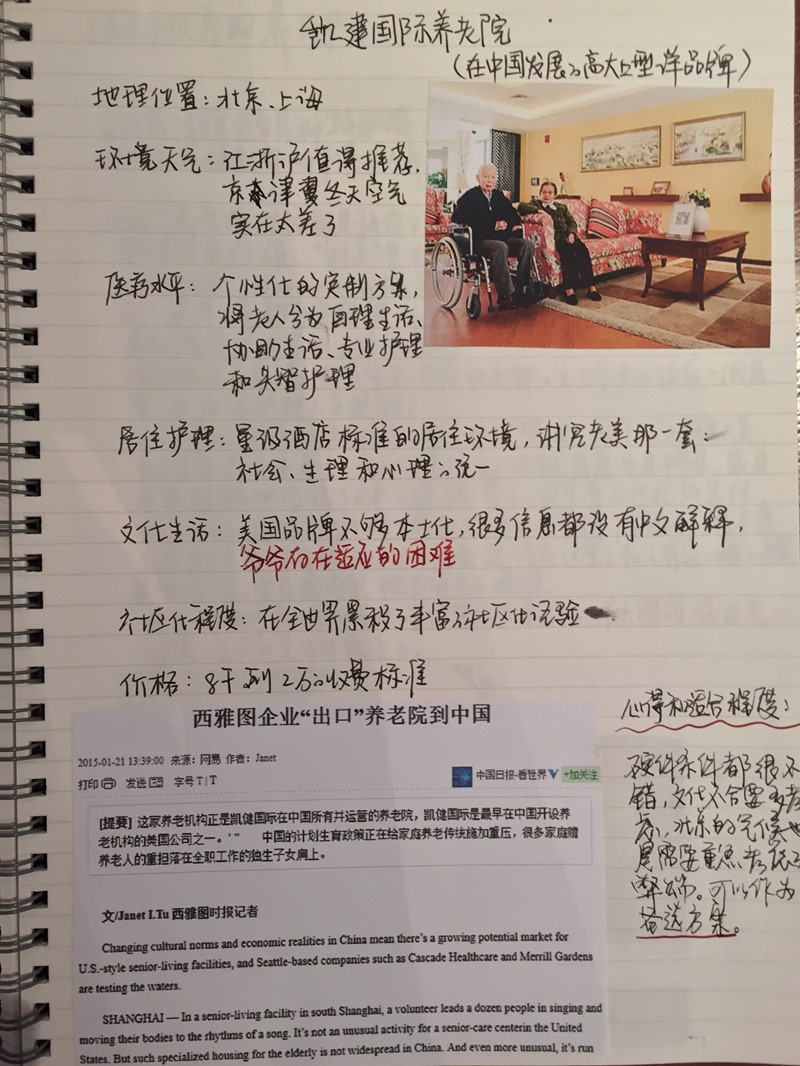 凯建国际养老院
(在中国发展的高大上型洋品牌)
地理位置：北京、上海
环境天气：江浙沪值得推荐，
京津夏冬天空气
实在太差了
医疗水平：个性化的定制方案，
将老人分为自理生活、
协助生活、专业护理
和失智护理
居住护理：星级酒店标准的居住环境，讲究老美那一套：
社会、生理和心理的统一
文化生活：美国品牌不够本土化，很多信息都没有中文解释，
爷爷存在适应的困难
社区化程度：在全世界累积了丰富的社区化经验
价格：8千到2万的收费标准
西雅图企业“出口”养老院到中国
2015-01-21 13:39:00 来源：网易 作者：Janet
打印 发送 字号 T | T
中国日报-看世界 +加关注
[提要] 这家养老机构正是凯健国际在中国所有并运营的养老院，凯健国际是最早在中国开设养
老机构的美国公司之一。’” 中国的计划生育政策正在给家庭养老传统施加重压，很多家庭赡
养老人的重担落在全职工作的独生子女肩上。
文/Janet I.Tu 西雅图时报记者
Changing cultural norms and economic realities in China mean there's a growing potential market for
U.S.-style senior-living facilities, and Seattle-based companies such as Cascade Healthcare and Merrill Gardens
are testing the waters.
SHANGHAI — In a senior-living facility in south Shanghai, a volunteer leads a dozen people in singing and
moving their bodies to the rhythms of a song. It's not an unusual activity for a senior-care centerin the United
States. But such specialized housing for the elderly is not widespread in China. And even more unusual, it's run
心得和适合程度：
硬件条件都很不
错，文化不合要多考
虑，北京的气候也
是需要重点考虑的
弊端。可以作为
备选方案。